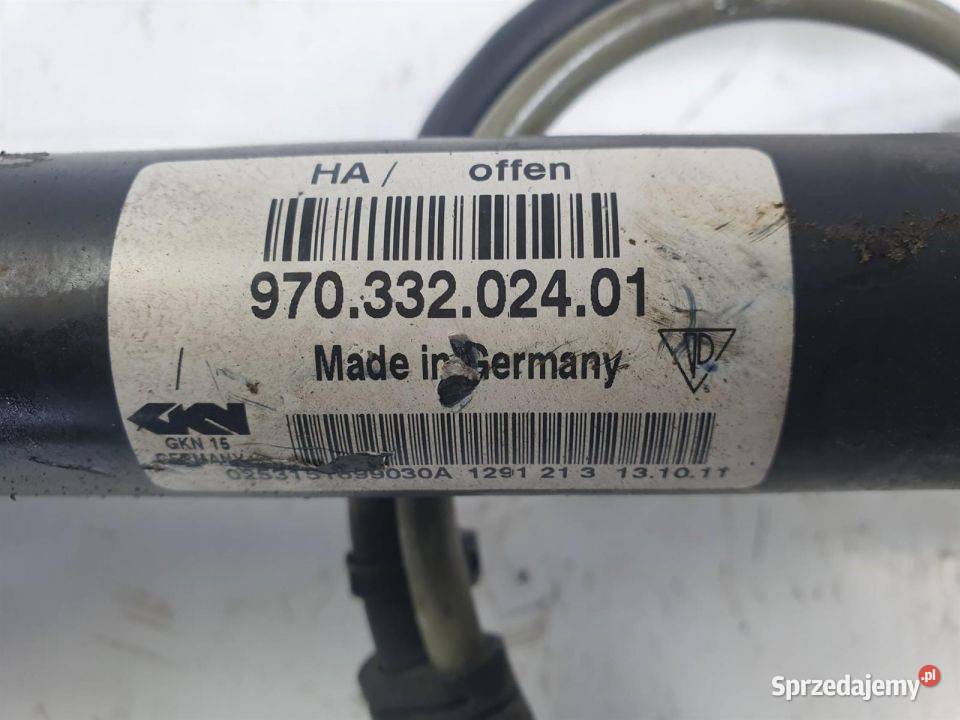 HA / offen
970.332.024.01
Made in Germany
GKN
GKN 15
GERMANY
1291 21 3 13.10.11
Sprzedajemy.pl